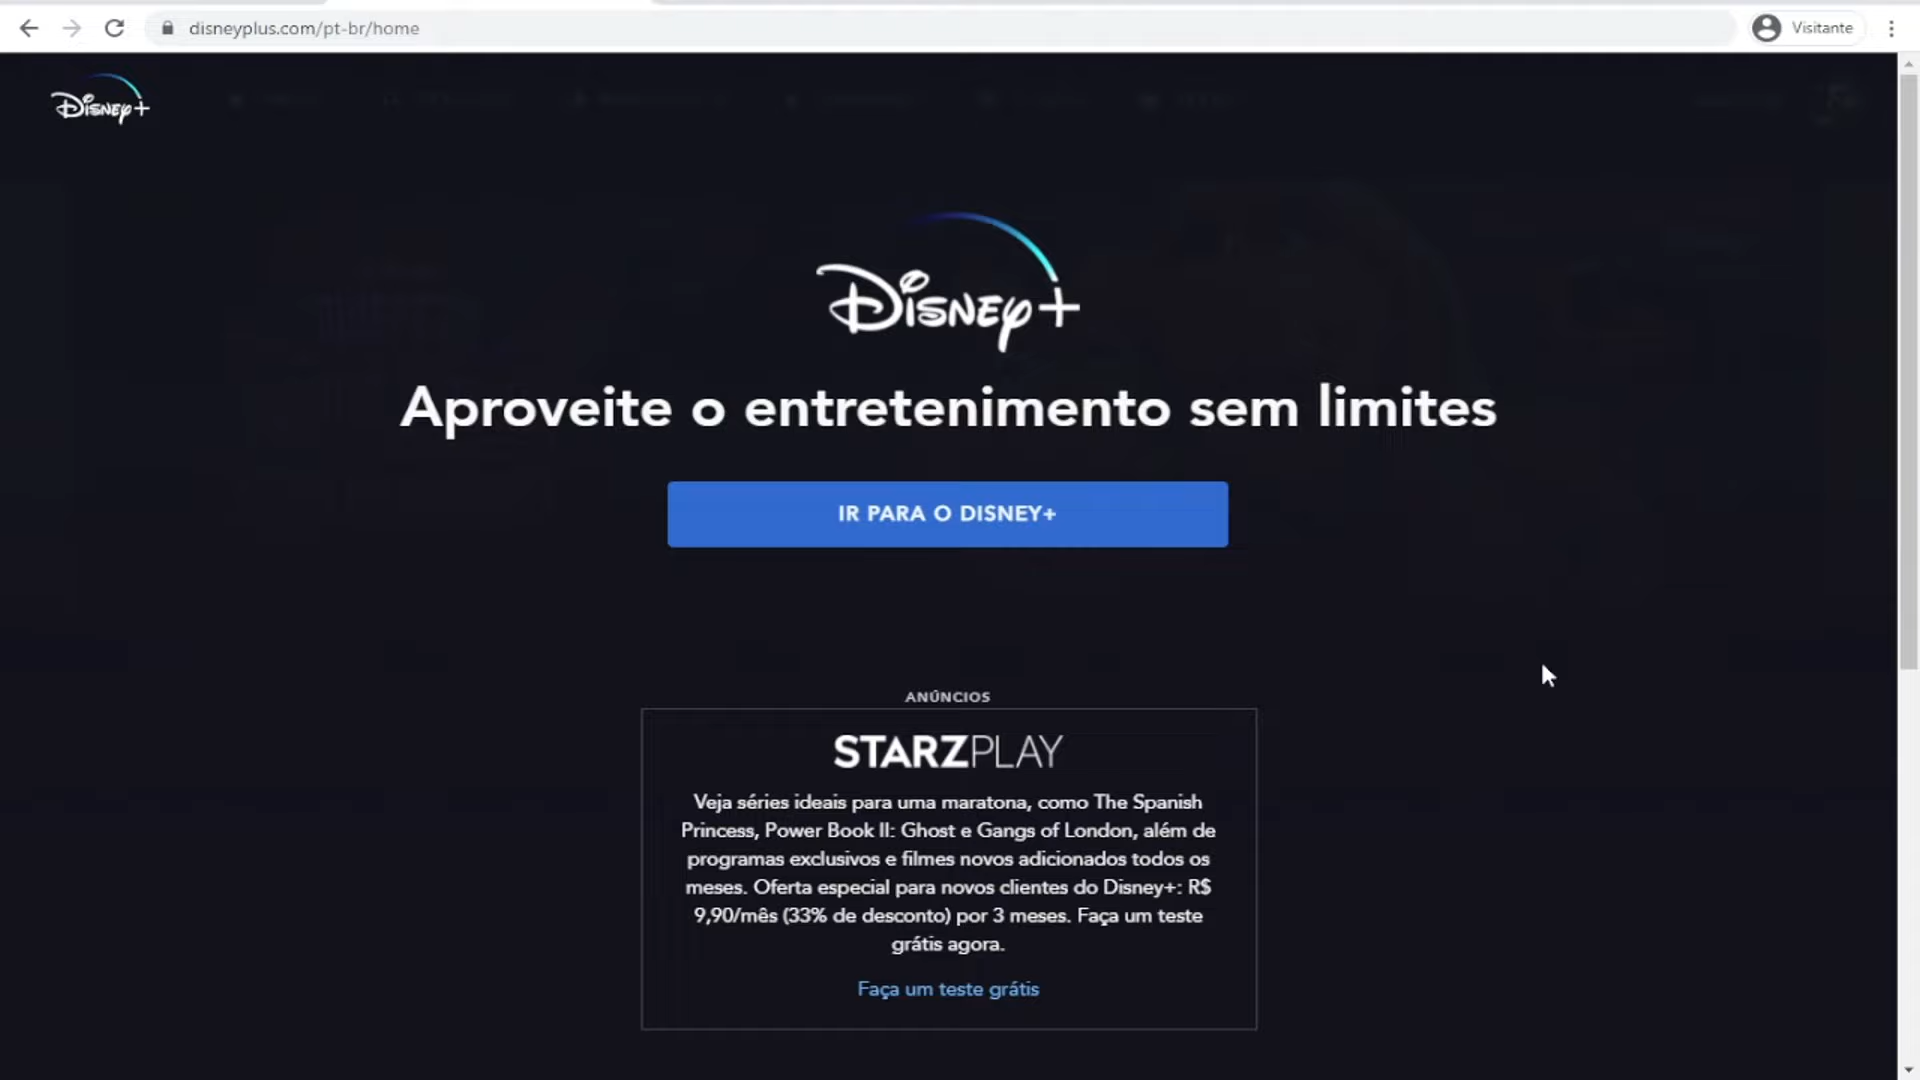 disneyplus.com/pt-br/home
Visitante
Disney+
Disney+
Aproveite o entretenimento sem limites
IR PARA O DISNEY+
ANÚNCIOS
STARZPLAY
Veja séries ideais para uma maratona, como The Spanish
Princess, Power Book II: Ghost e Gangs of London, além de
programas exclusivos e filmes novos adicionados todos os
meses. Oferta especial para novos clientes do Disney+: R$
9,90/mês (33% de desconto) por 3 meses. Faça um teste
grátis agora.
Faça um teste grátis